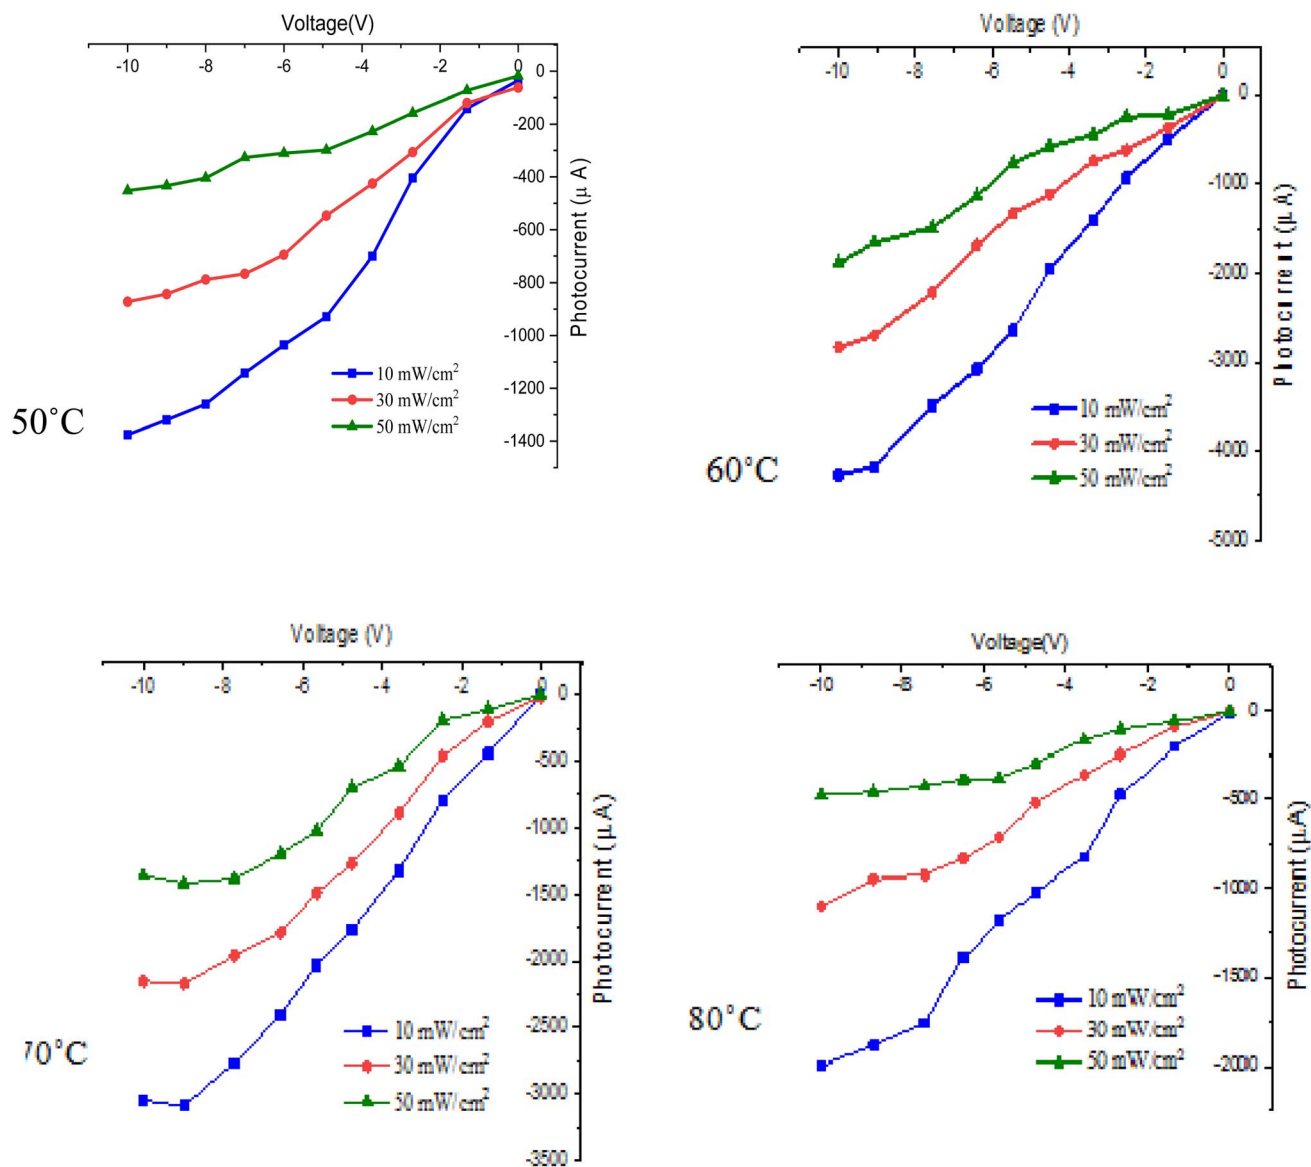 Voltage(V)
-10 -8 -6 -4 -2 0
0
-200
-400
-600
-800
-1000
-1200
-1400
Photocurrent (μ A)
10 mW/cm²
30 mW/cm²
50 mW/cm²
50°C
Voltage (V)
-10 -8 -6 -4 -2 0
0
-1000
-2000
-3000
-4000
-5000
Photocurrent (μ A)
10 mW/cm²
30 mW/cm²
50 mW/cm²
60°C
Voltage (V)
-10 -8 -6 -4 -2 0
0
-500
-1000
-1500
-2000
-2500
-3000
-3500
Photocurrent (μA)
10 mW/cm²
30 mW/cm²
50 mW/cm²
70°C
Voltage(V)
-10 -8 -6 -4 -2 0
0
-500
-1000
-1500
-2000
Photocurrent (μA)
10 mW/cm²
30 mW/cm²
50 mW/cm²
80°C